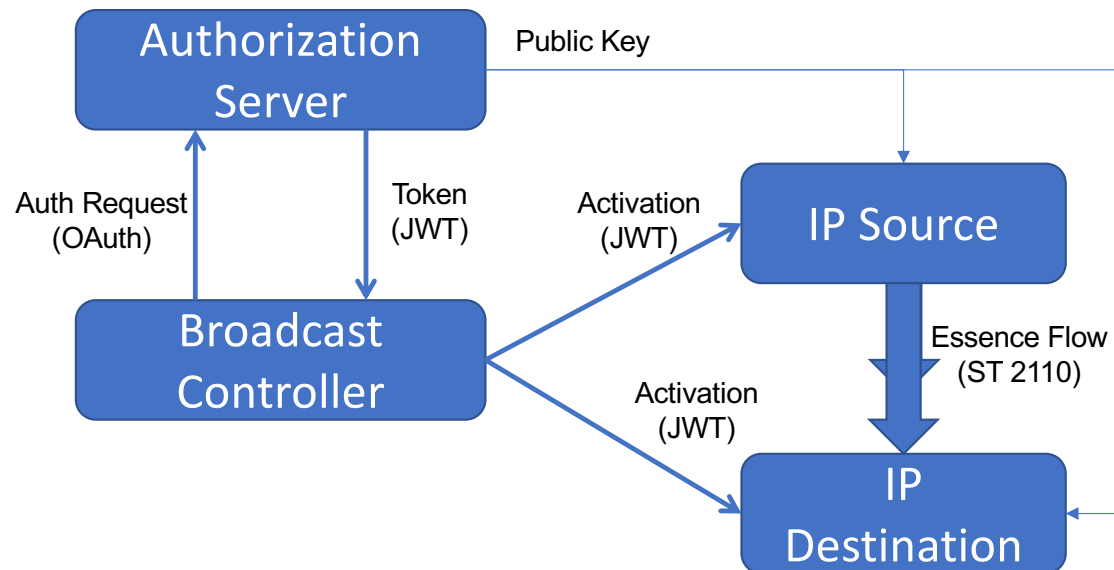 Authorization
Server
Public Key
Auth Request
(OAuth)
Token
(JWT)
Activation
(JWT)
IP Source
Broadcast
Controller
Essence Flow
(ST 2110)
Activation
(JWT)
IP
Destination